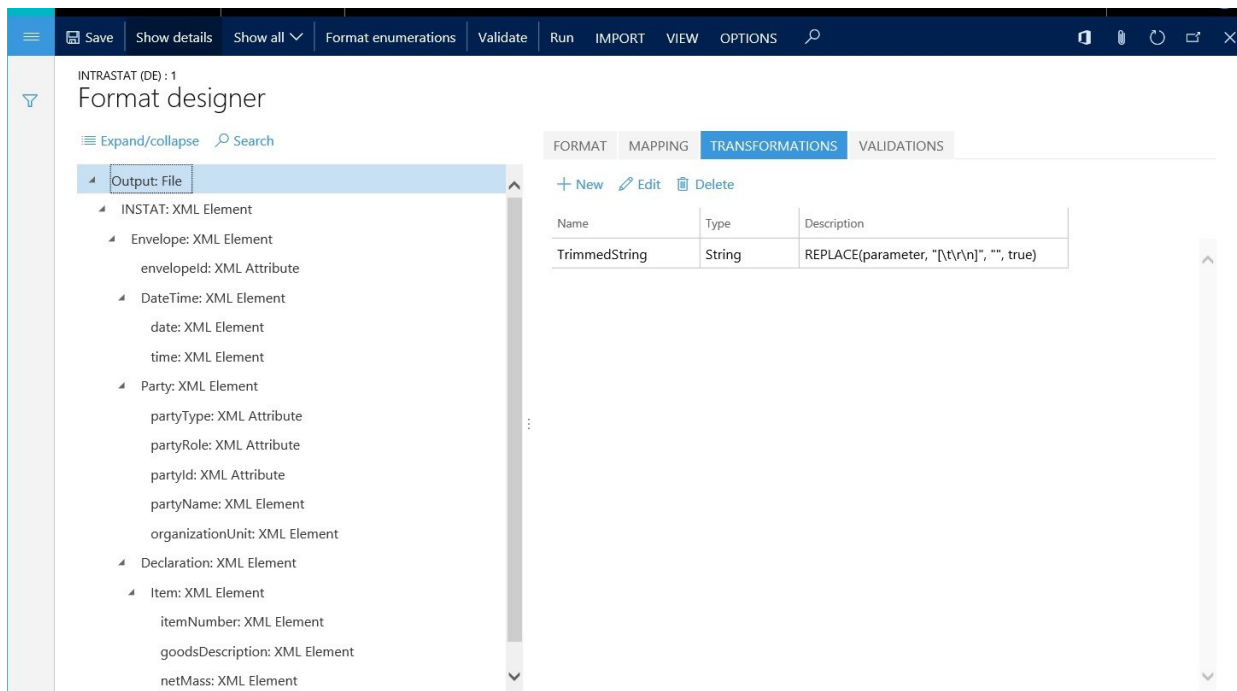 Save Show details Show all Format enumerations Validate Run IMPORT VIEW OPTIONS
INTRASTAT (DE) : 1
Format designer
Expand/collapse Search
Output: File
INSTAT: XML Element
Envelope: XML Element
envelopeId: XML Attribute
DateTime: XML Element
date: XML Element
time: XML Element
Party: XML Element
partyType: XML Attribute
partyRole: XML Attribute
partyId: XML Attribute
partyName: XML Element
organizationUnit: XML Element
Declaration: XML Element
Item: XML Element
itemNumber: XML Element
goodsDescription: XML Element
netMass: XML Element
FORMAT MAPPING TRANSFORMATIONS VALIDATIONS
New Edit Delete
Name Type Description
TrimmedString String REPLACE(parameter, "[\t\r\n]", "", true)